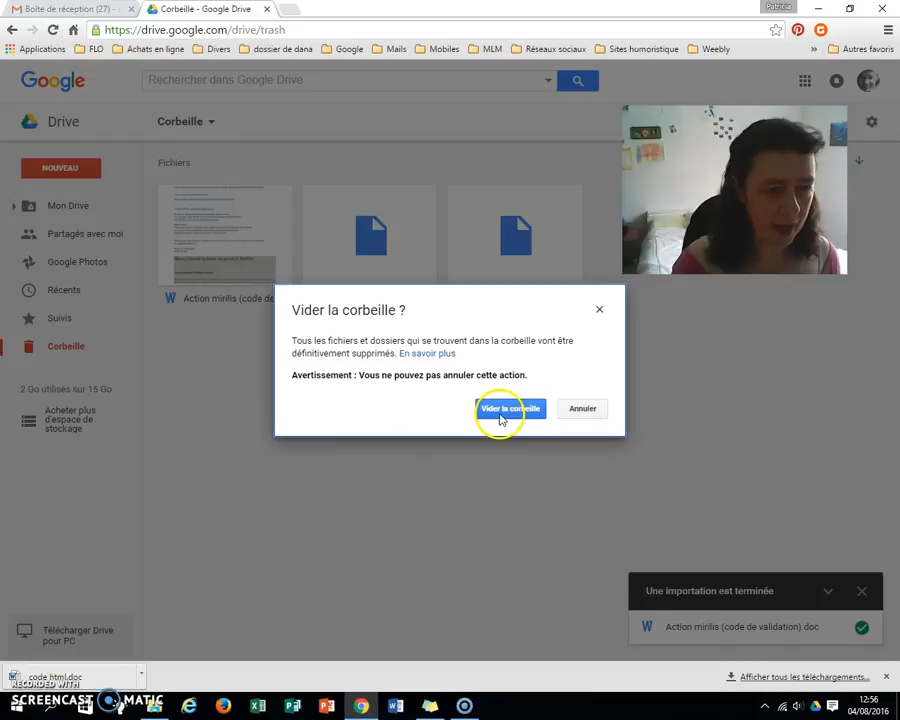 Boîte de réception (27) -
Corbeille - Google Drive
Patricia
https://drive.google.com/drive/trash
Applications
FLO
Achats en ligne
Divers
dossier de dana
Google
Mails
Mobiles
MLM
Réseaux sociaux
Sites humoristique
Weebly
»
Autres favoris
Google
Rechercher dans Google Drive
Drive
Corbeille
NOUVEAU
Fichiers
Mon Drive
Partagés avec moi
Google Photos
Récents
Suivis
Corbeille
2 Go utilisés sur 15 Go
Acheter plus
d'espace de
stockage
Télécharger Drive
pour PC
W Action mirilis (code de
Vider la corbeille ?
Tous les fichiers et dossiers qui se trouvent dans la corbeille vont être
définitivement supprimés. En savoir plus
Avertissement : Vous ne pouvez pas annuler cette action.
Vider la corbeille
Annuler
Une importation est terminée
W Action mirilis (code de validation).doc
code html.doc
Afficher tous les téléchargements...
RECORDED WITH
SCREENCAST MATIC
12:56
04/08/2016